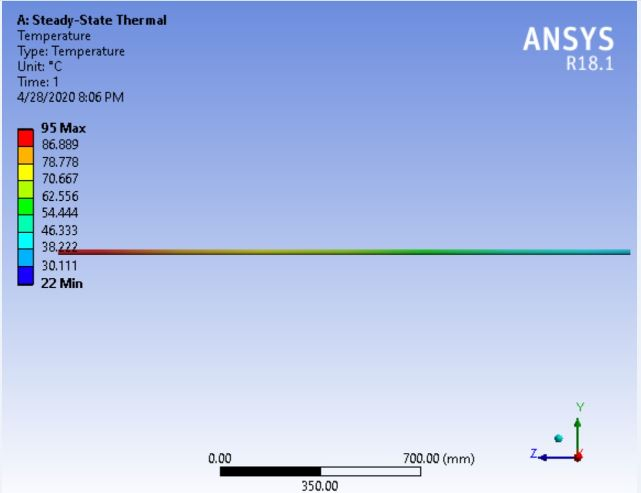 A: Steady-State Thermal
Temperature
Type: Temperature
Unit: °C
Time: 1
4/28/2020 8:06 PM
ANSYS
R18.1
95 Max
86.889
78.778
70.667
62.556
54.444
46.333
38.222
30.111
22 Min
Y
Z
0.00 700.00 (mm)
350.00